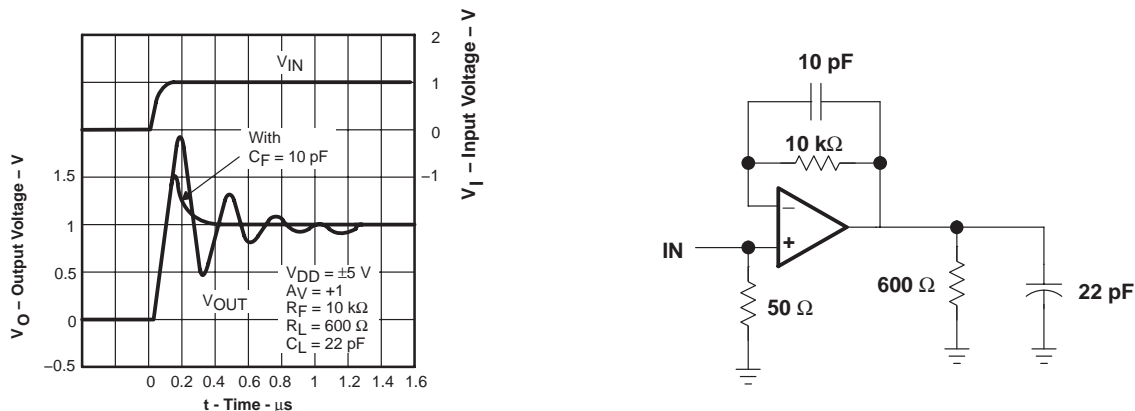 2
1
0
−1
V_I − Input Voltage − V
V_IN
With
C_F = 10 pF
1.5
1
0.5
0
−0.5
V_O − Output Voltage − V
V_OUT
V_DD = ±5 V
A_V = +1
R_F = 10 kΩ
R_L = 600 Ω
C_L = 22 pF
0 0.2 0.4 0.6 0.8 1 1.2 1.4 1.6
t - Time - μs
10 pF
10 kΩ
−
+
IN
50 Ω
600 Ω
22 pF